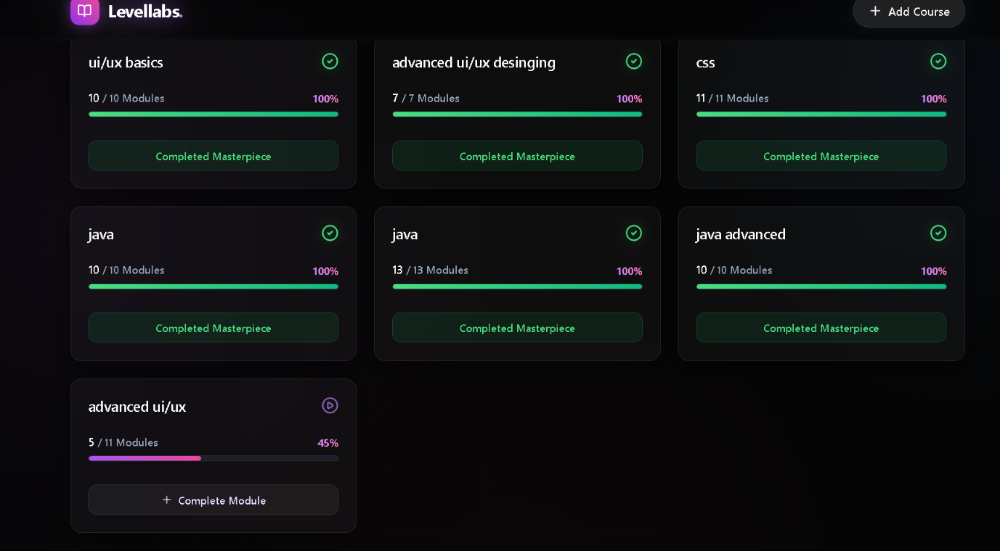 Levellabs.
+ Add Course
ui/ux basics
10 / 10 Modules 100%
Completed Masterpiece
advanced ui/ux desinging
7 / 7 Modules 100%
Completed Masterpiece
css
11 / 11 Modules 100%
Completed Masterpiece
java
10 / 10 Modules 100%
Completed Masterpiece
java
13 / 13 Modules 100%
Completed Masterpiece
java advanced
10 / 10 Modules 100%
Completed Masterpiece
advanced ui/ux
5 / 11 Modules 45%
+ Complete Module